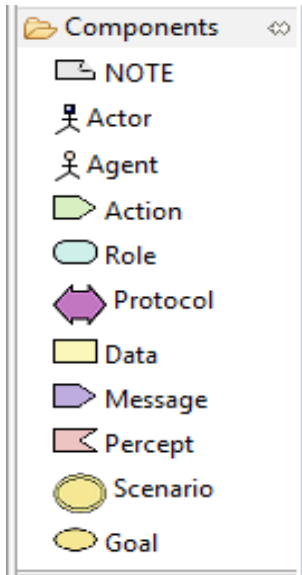 Components
NOTE
Actor
Agent
Action
Role
Protocol
Data
Message
Percept
Scenario
Goal